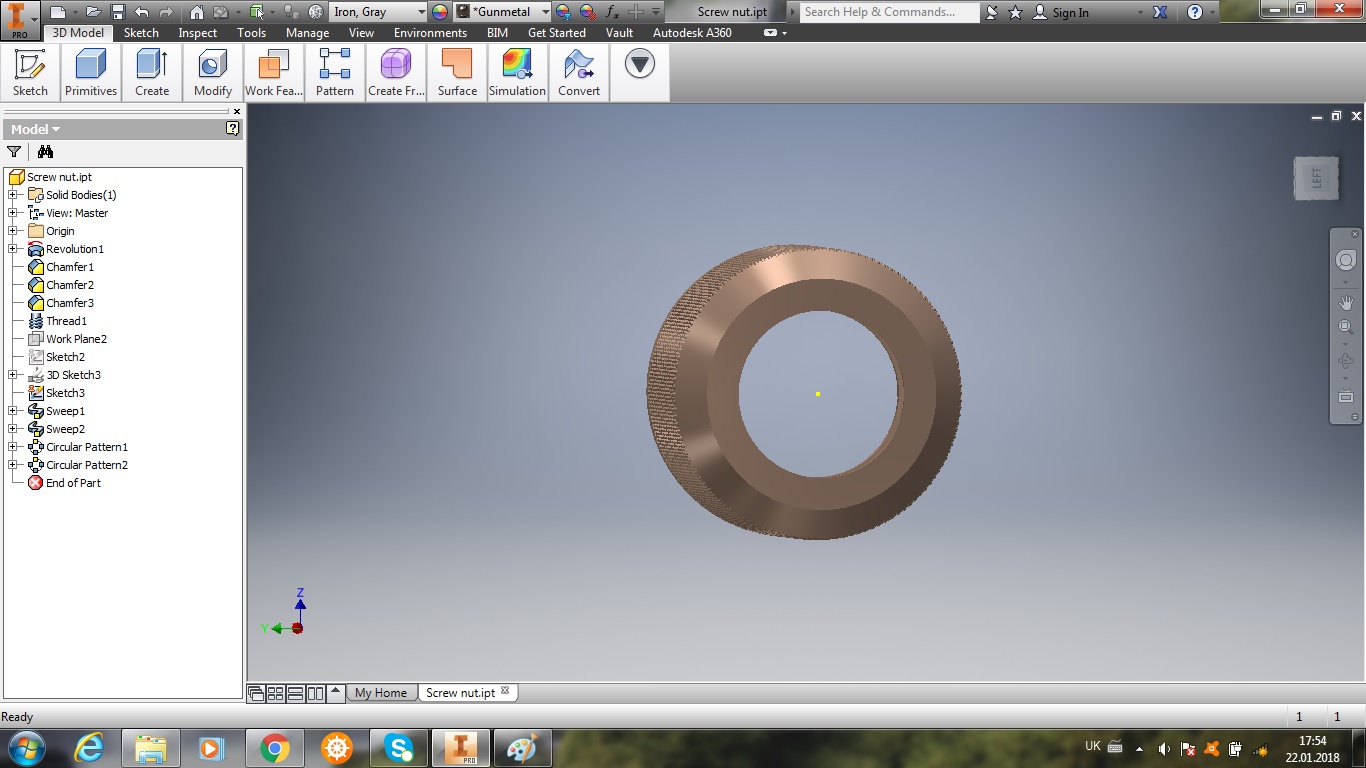 PRO
Iron, Gray
*Gunmetal
fx
Screw nut.ipt
Search Help & Commands...
Sign In
3D Model Sketch Inspect Tools Manage View Environments BIM Get Started Vault Autodesk A360
Sketch Primitives Create Modify Work Fea... Pattern Create Fr... Surface Simulation Convert
Model
Screw nut.ipt
Solid Bodies(1)
View: Master
Origin
Revolution1
Chamfer1
Chamfer2
Chamfer3
Thread1
Work Plane2
Sketch2
3D Sketch3
Sketch3
Sweep1
Sweep2
Circular Pattern1
Circular Pattern2
End of Part
LEFT
Z
Y
My Home
Screw nut.ipt
Ready
1 1
PRO
UK
17:54
22.01.2018